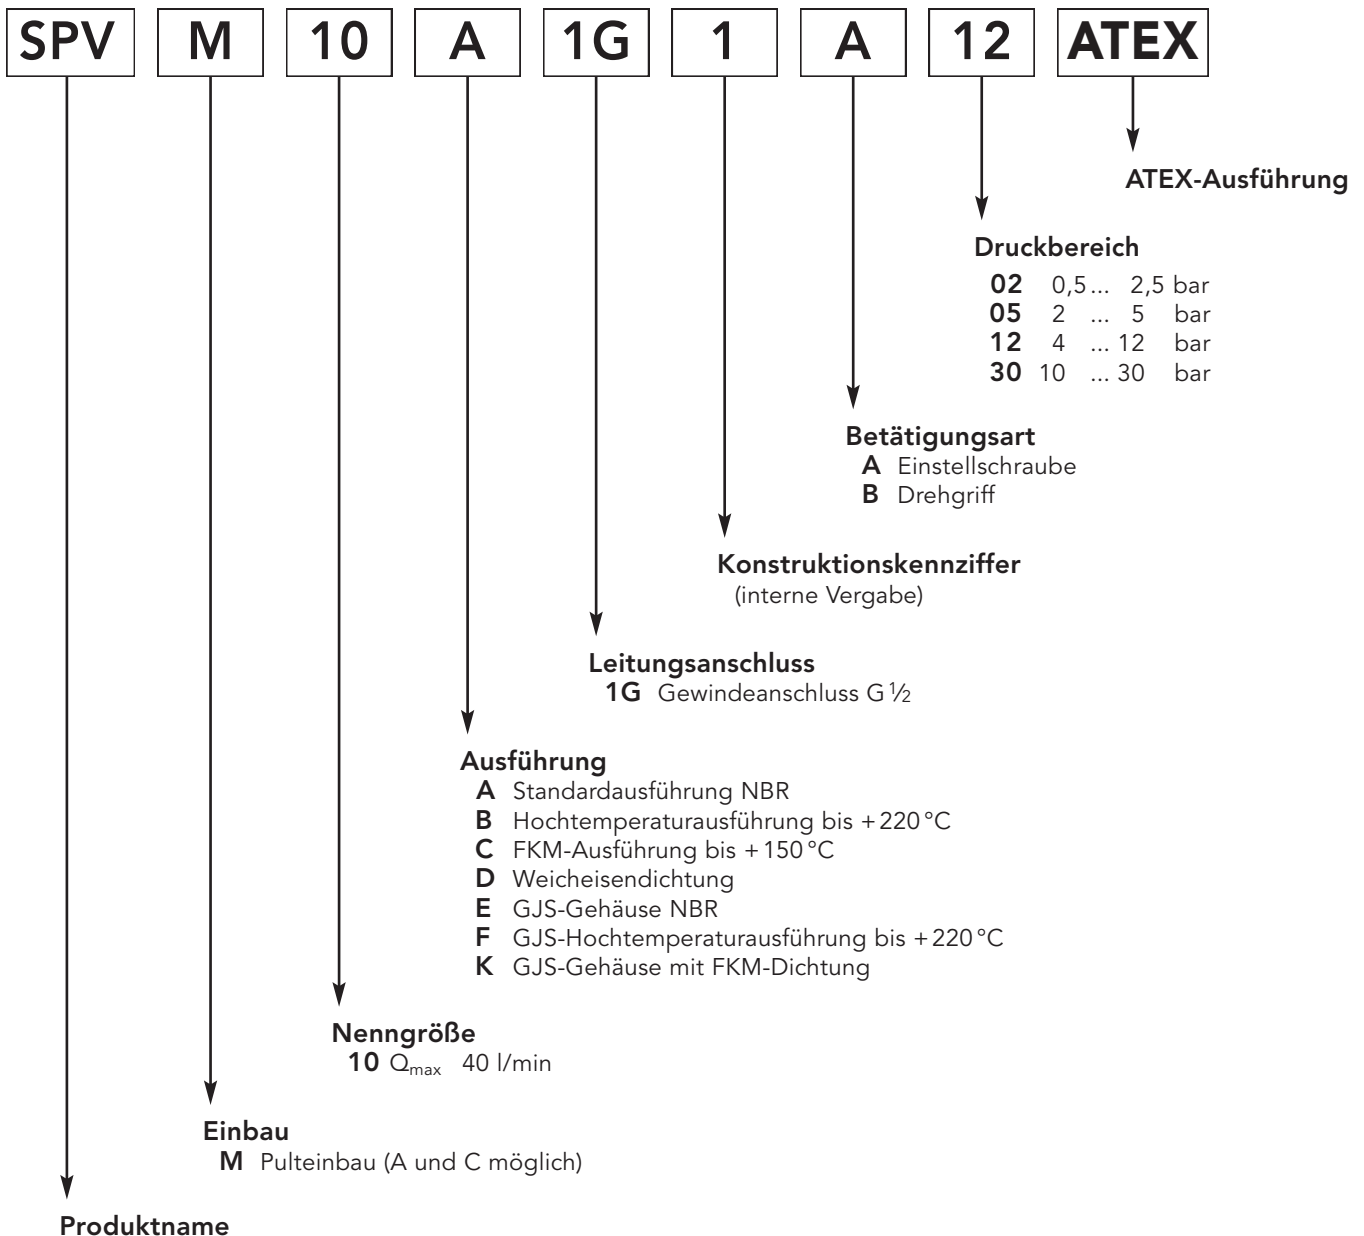 SPV M 10 A 1G 1 A 12 ATEX
ATEX-Ausführung
Druckbereich
02 0,5 ... 2,5 bar
05 2 ... 5 bar
12 4 ... 12 bar
30 10 ... 30 bar
Betätigungsart
A Einstellschraube
B Drehgriff
Konstruktionskennziffer
(interne Vergabe)
Leitungsanschluss
1G Gewindeanschluss G ½
Ausführung
A Standardausführung NBR
B Hochtemperaturausführung bis +220 °C
C FKM-Ausführung bis +150 °C
D Weicheisendichtung
E GJS-Gehäuse NBR
F GJS-Hochtemperaturausführung bis +220 °C
K GJS-Gehäuse mit FKM-Dichtung
Nenngröße
10 Qmax 40 l/min
Einbau
M Pulteinbau (A und C möglich)
Produktname